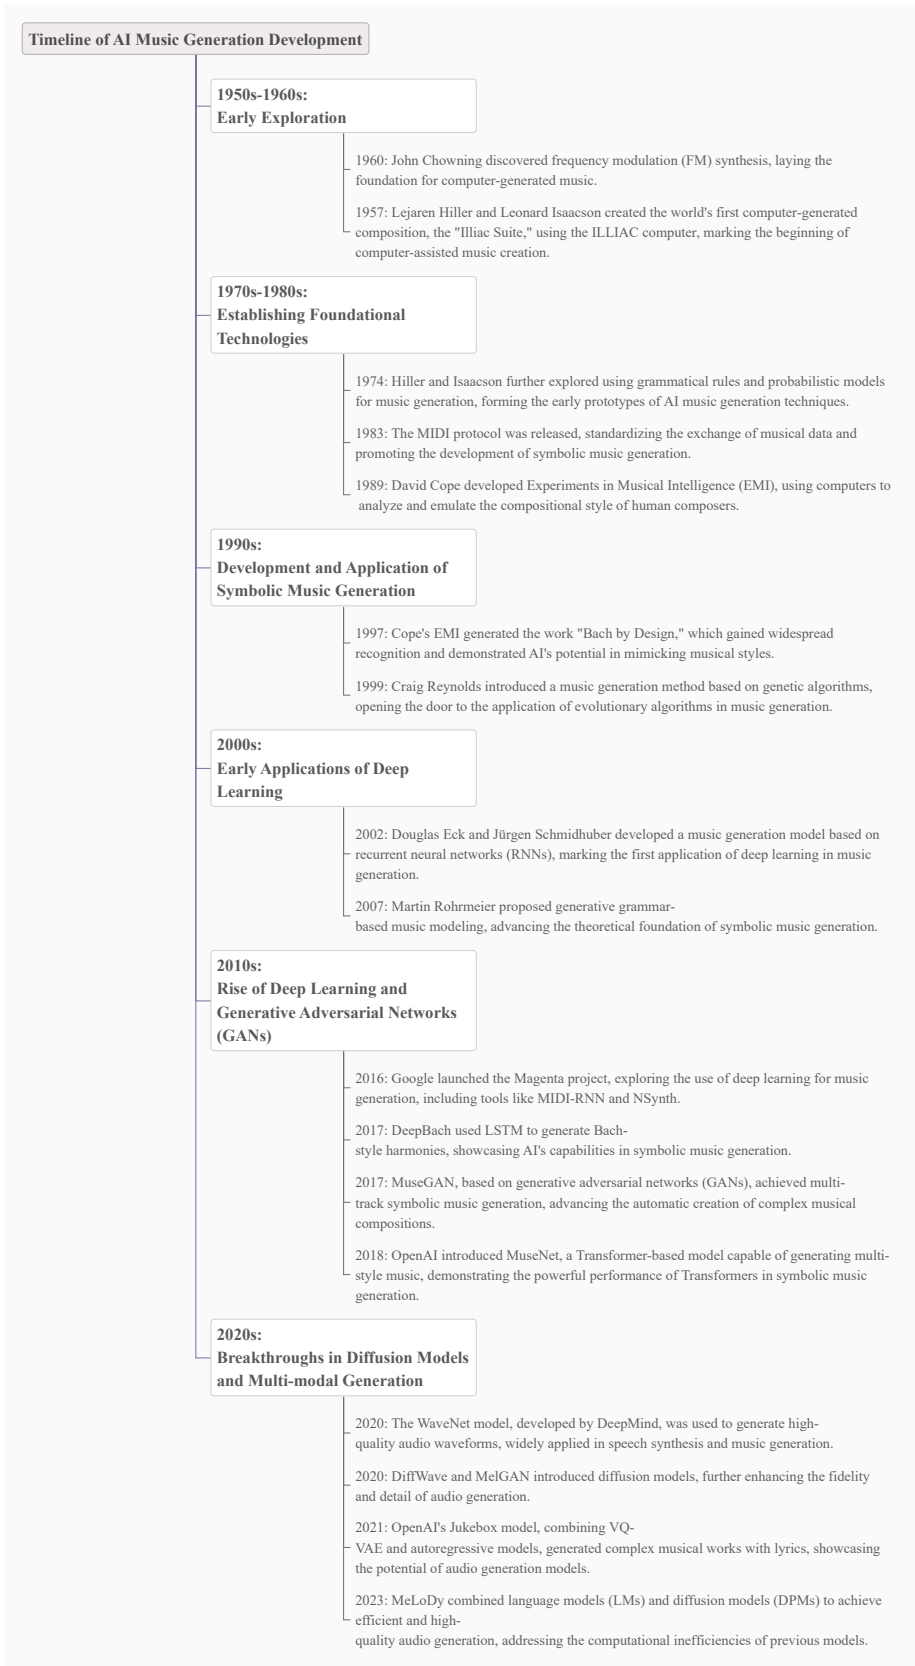 Timeline of AI Music Generation Development
1950s-1960s:
Early Exploration
1960: John Chowning discovered frequency modulation (FM) synthesis, laying the
foundation for computer-generated music.
1957: Lejaren Hiller and Leonard Isaacson created the world's first computer-generated
composition, the "Illiac Suite," using the ILLIAC computer, marking the beginning of
computer-assisted music creation.
1970s-1980s:
Establishing Foundational
Technologies
1974: Hiller and Isaacson further explored using grammatical rules and probabilistic models
for music generation, forming the early prototypes of AI music generation techniques.
1983: The MIDI protocol was released, standardizing the exchange of musical data and
promoting the development of symbolic music generation.
1989: David Cope developed Experiments in Musical Intelligence (EMI), using computers to
analyze and emulate the compositional style of human composers.
1990s:
Development and Application of
Symbolic Music Generation
1997: Cope's EMI generated the work "Bach by Design," which gained widespread
recognition and demonstrated AI's potential in mimicking musical styles.
1999: Craig Reynolds introduced a music generation method based on genetic algorithms,
opening the door to the application of evolutionary algorithms in music generation.
2000s:
Early Applications of Deep
Learning
2002: Douglas Eck and Jürgen Schmidhuber developed a music generation model based on
recurrent neural networks (RNNs), marking the first application of deep learning in music
generation.
2007: Martin Rohrmeier proposed generative grammar-
based music modeling, advancing the theoretical foundation of symbolic music generation.
2010s:
Rise of Deep Learning and
Generative Adversarial Networks
(GANs)
2016: Google launched the Magenta project, exploring the use of deep learning for music
generation, including tools like MIDI-RNN and NSynth.
2017: DeepBach used LSTM to generate Bach-
style harmonies, showcasing AI's capabilities in symbolic music generation.
2017: MuseGAN, based on generative adversarial networks (GANs), achieved multi-
track symbolic music generation, advancing the automatic creation of complex musical
compositions.
2018: OpenAI introduced MuseNet, a Transformer-based model capable of generating multi-
style music, demonstrating the powerful performance of Transformers in symbolic music
generation.
2020s:
Breakthroughs in Diffusion Models
and Multi-modal Generation
2020: The WaveNet model, developed by DeepMind, was used to generate high-
quality audio waveforms, widely applied in speech synthesis and music generation.
2020: DiffWave and MelGAN introduced diffusion models, further enhancing the fidelity
and detail of audio generation.
2021: OpenAI's Jukebox model, combining VQ-
VAE and autoregressive models, generated complex musical works with lyrics, showcasing
the potential of audio generation models.
2023: MeLoDy combined language models (LMs) and diffusion models (DPMs) to achieve
efficient and high-
quality audio generation, addressing the computational inefficiencies of previous models.